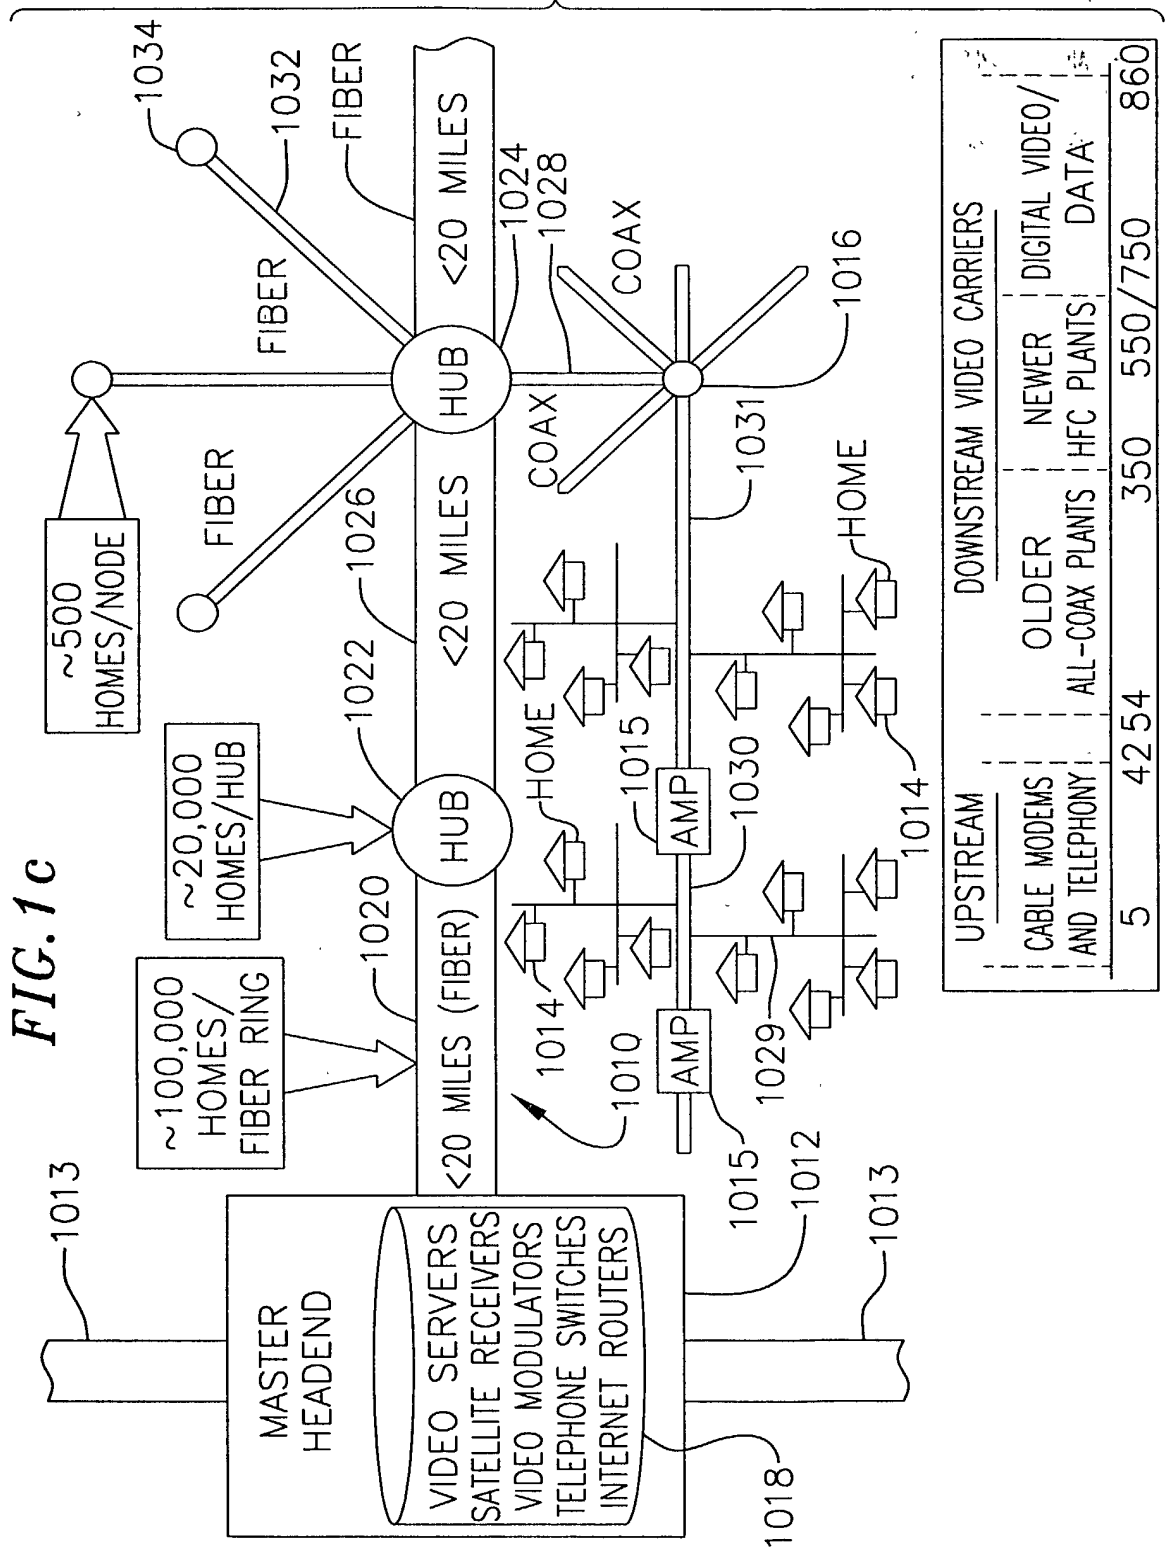 FIG.1c
~100,000
HOMES/
FIBER RING
~20,000
HOMES/HUB
~500
HOMES/NODE
1013
MASTER
HEADEND
VIDEO SERVERS
SATELLITE RECEIVERS
VIDEO MODULATORS
TELEPHONE SWITCHES
INTERNET ROUTERS
1018
1012
1013
1020
<20 MILES (FIBER)
1010
1022
HUB
1026
<20 MILES
FIBER
FIBER
1034
1032
FIBER
HUB
<20 MILES
1024
1028
COAX
COAX
1016
1031
HOME
1014
1015
AMP
1029
1015
AMP
1030
HOME
1014
UPSTREAM
DOWNSTREAM VIDEO CARRIERS
CABLE MODEMS
AND TELEPHONY
OLDER
ALL-COAX PLANTS
NEWER
HFC PLANTS
DIGITAL VIDEO/
DATA
5 42 54 350 550/750 860